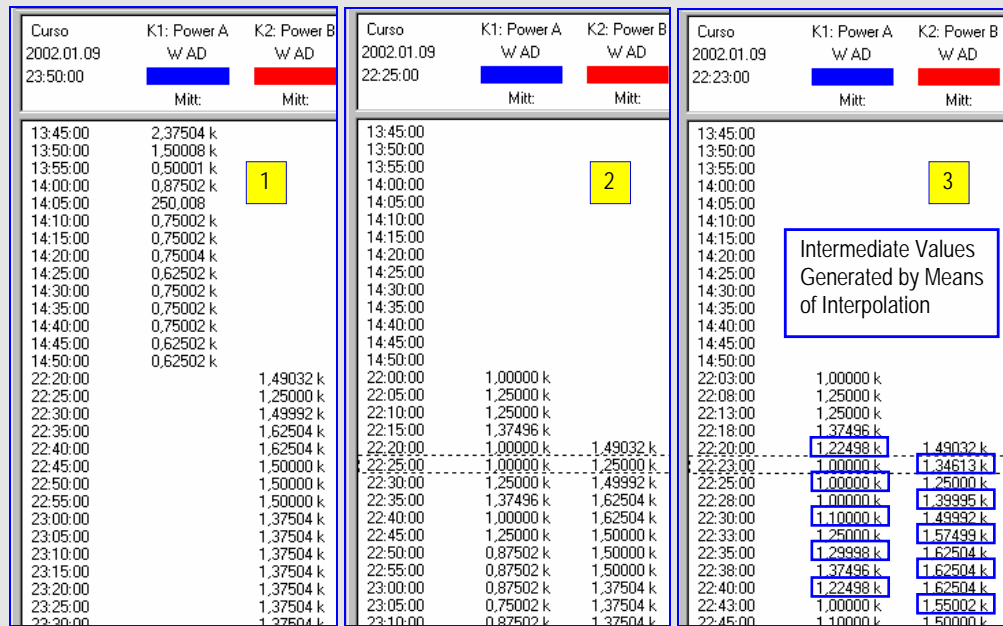 Curso K1: Power A K2: Power B
2002.01.09 W AD W AD
23:50:00
Mitt: Mitt:
1
13:45:00 2,37504 k
13:50:00 1,50008 k
13:55:00 0,50001 k
14:00:00 0,87502 k
14:05:00 250,008
14:10:00 0,75002 k
14:15:00 0,75002 k
14:20:00 0,75004 k
14:25:00 0,62502 k
14:30:00 0,75002 k
14:35:00 0,75002 k
14:40:00 0,75002 k
14:45:00 0,62502 k
14:50:00 0,62502 k
22:20:00 1,49032 k
22:25:00 1,25000 k
22:30:00 1,49992 k
22:35:00 1,62504 k
22:40:00 1,62504 k
22:45:00 1,50000 k
22:50:00 1,50000 k
22:55:00 1,50000 k
23:00:00 1,37504 k
23:05:00 1,37504 k
23:10:00 1,37504 k
23:15:00 1,37504 k
23:20:00 1,37504 k
23:25:00 1,37504 k
23:30:00 1,37504 k
Curso K1: Power A K2: Power B
2002.01.09 W AD W AD
22:25:00
Mitt: Mitt:
2
13:45:00
13:50:00
13:55:00
14:00:00
14:05:00
14:10:00
14:15:00
14:20:00
14:25:00
14:30:00
14:35:00
14:40:00
14:45:00
14:50:00
22:00:00 1,00000 k
22:05:00 1,25000 k
22:10:00 1,25000 k
22:15:00 1,37496 k
22:20:00 1,00000 k 1,49032 k
22:25:00 1,00000 k 1,25000 k
22:30:00 1,25000 k 1,49992 k
22:35:00 1,37496 k 1,62504 k
22:40:00 1,00000 k 1,62504 k
22:45:00 1,25000 k 1,50000 k
22:50:00 0,87502 k 1,50000 k
22:55:00 0,87502 k 1,50000 k
23:00:00 0,87502 k 1,37504 k
23:05:00 0,75002 k 1,37504 k
23:10:00 0,87502 k 1,37504 k
Curso K1: Power A K2: Power B
2002.01.09 W AD W AD
22:23:00
Mitt: Mitt:
3
Intermediate Values
Generated by Means
of Interpolation
13:45:00
13:50:00
13:55:00
14:00:00
14:05:00
14:10:00
14:15:00
14:20:00
14:25:00
14:30:00
14:35:00
14:40:00
14:45:00
14:50:00
22:03:00 1,00000 k
22:08:00 1,25000 k
22:13:00 1,25000 k
22:18:00 1,37496 k
22:20:00 1,22498 k 1,49032 k
22:23:00 1,00000 k 1,34613 k
22:25:00 1,00000 k 1,25000 k
22:28:00 1,00000 k 1,39995 k
22:30:00 1,10000 k 1,49992 k
22:33:00 1,25000 k 1,57499 k
22:35:00 1,29998 k 1,62504 k
22:38:00 1,37496 k 1,62504 k
22:40:00 1,22498 k 1,62504 k
22:43:00 1,00000 k 1,55002 k
22:45:00 1,10000 k 1,50000 k